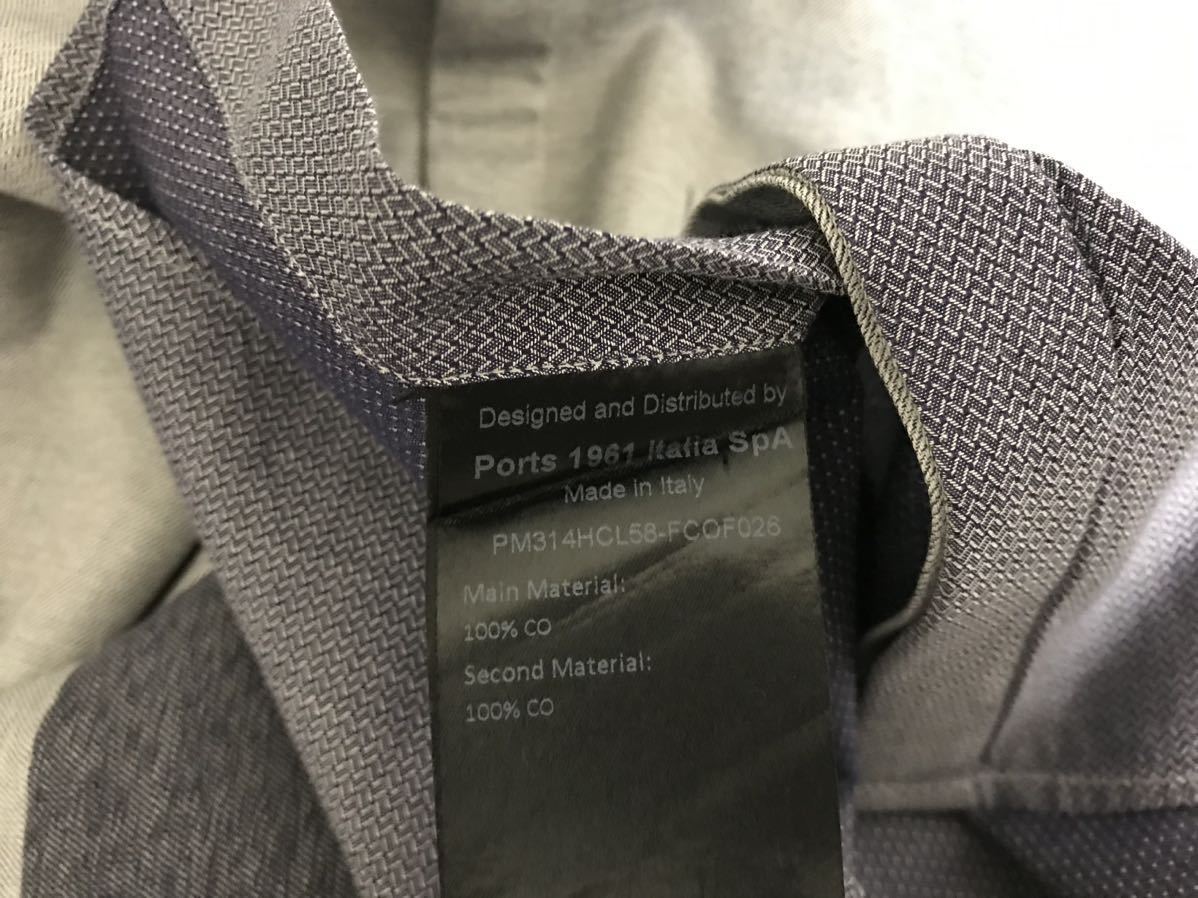 Designed and Distributed by
Ports 1961 Italia SpA
Made in Italy
PM314HCL58-FCOF026
Main Material:
100% CO
Second Material:
100% CO